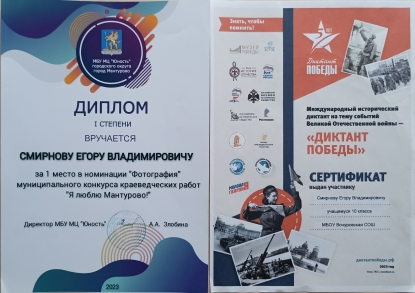 МБУ МЦ "Юность"
городского округа
город Мантурово
ДИПЛОМ
I СТЕПЕНИ
ВРУЧАЕТСЯ
СМИРНОВУ ЕГОРУ ВЛАДИМИРОВИЧУ
за 1 место в номинации "Фотография"
муниципального конкурса краеведческих работ
"Я люблю Мантурово!"
Директор МБУ МЦ "Юность"
А.А. Злобина
2023
Знать, чтобы
помнить!
Диктант
ПОБЕДЫ
Международный исторический
диктант на тему событий
Великой Отечественной войны –
«ДИКТАНТ
ПОБЕДЫ»
СЕРТИФИКАТ
выдан участнику
Смирнову Егору Владимировичу
учащемуся 10 класса
МБОУ Вохоровская СОШ
диктантпобеды.рф
2023 год